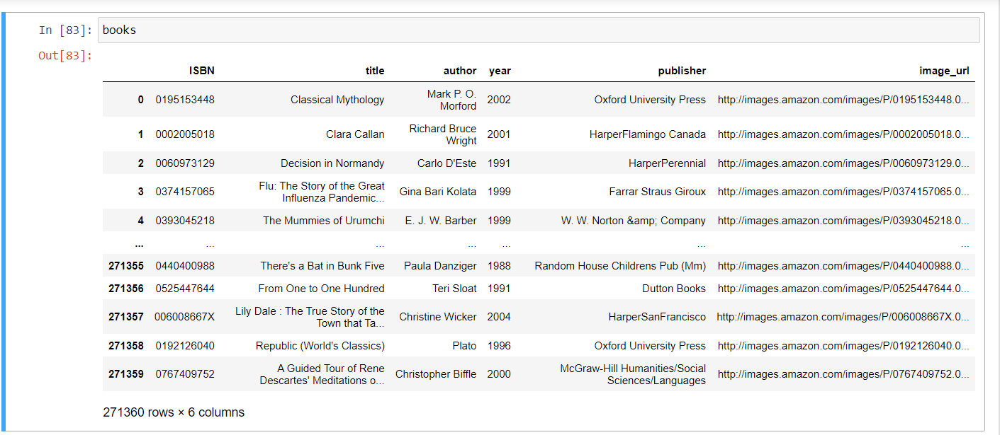 In [83]: books
Out[83]:
ISBN title author year publisher image_url
0 0195153448 Classical Mythology Mark P. O. Morford 2002 Oxford University Press http://images.amazon.com/images/P/0195153448.0...
1 0002005018 Clara Callan Richard Bruce Wright 2001 HarperFlamingo Canada http://images.amazon.com/images/P/0002005018.0...
2 0060973129 Decision in Normandy Carlo D'Este 1991 HarperPerennial http://images.amazon.com/images/P/0060973129.0...
3 0374157065 Flu: The Story of the Great Influenza Pandemic... Gina Bari Kolata 1999 Farrar Straus Giroux http://images.amazon.com/images/P/0374157065.0...
4 0393045218 The Mummies of Urumchi E. J. W. Barber 1999 W. W. Norton &amp; Company http://images.amazon.com/images/P/0393045218.0...
... ... ... ... ... ... ...
271355 0440400988 There's a Bat in Bunk Five Paula Danziger 1988 Random House Childrens Pub (Mm) http://images.amazon.com/images/P/0440400988.0...
271356 0525447644 From One to One Hundred Teri Sloat 1991 Dutton Books http://images.amazon.com/images/P/0525447644.0...
271357 006008667X Lily Dale : The True Story of the Town that Ta... Christine Wicker 2004 HarperSanFrancisco http://images.amazon.com/images/P/006008667X.0...
271358 0192126040 Republic (World's Classics) Plato 1996 Oxford University Press http://images.amazon.com/images/P/0192126040.0...
271359 0767409752 A Guided Tour of Rene Descartes' Meditations o... Christopher Biffle 2000 McGraw-Hill Humanities/Social Sciences/Languages http://images.amazon.com/images/P/0767409752.0...
271360 rows × 6 columns